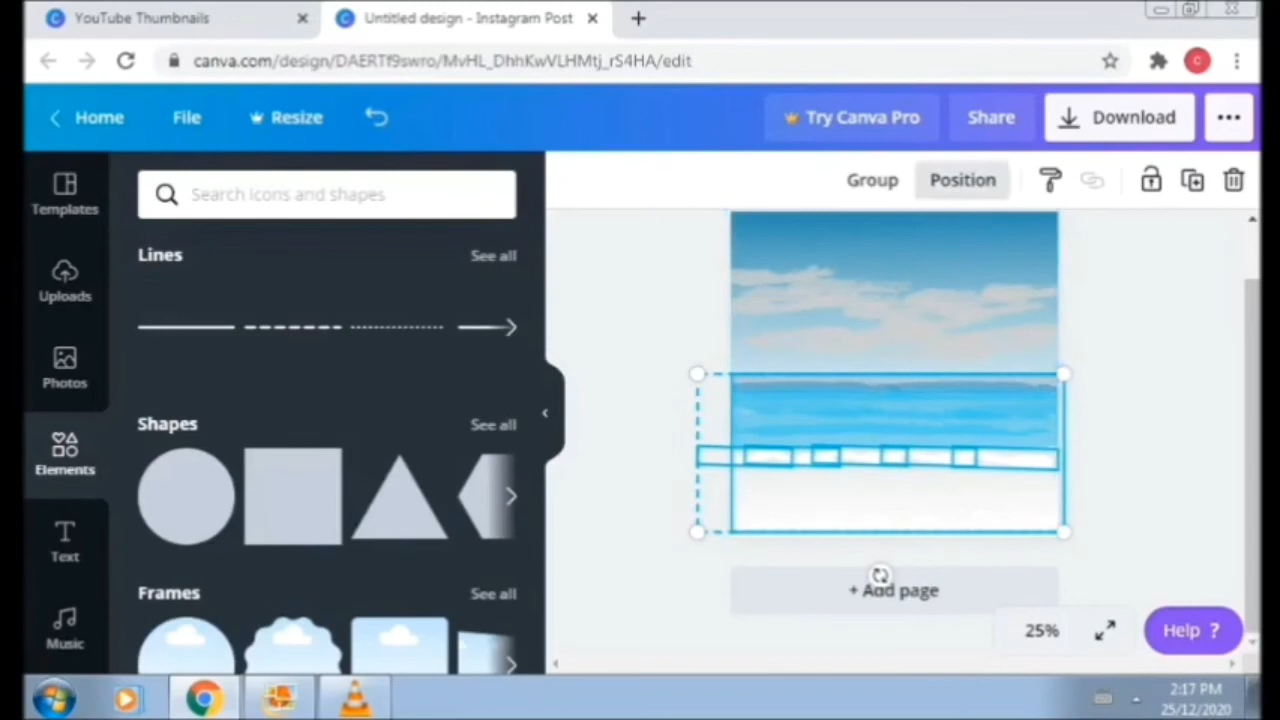 YouTube Thumbnails
Untitled design - Instagram Post
canva.com/design/DAERTf9swro/MvHL_DhhKwVLHMtj_rS4HA/edit
C
Home
File
Resize
Try Canva Pro
Share
Download
Templates
Uploads
Photos
Elements
Text
Music
Search icons and shapes
Lines
See all
Shapes
See all
Frames
See all
Group
Position
+ Add page
25%
Help ?
2:17 PM
25/12/2020